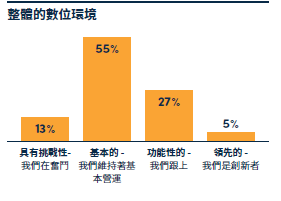 整體的數位環境
55%
27%
13%
5%
具有挑戰性-
我們在奮鬥
基本的 -
我們維持著基
本營運
功能性的 -
我們跟上
領先的 -
我們是創新者